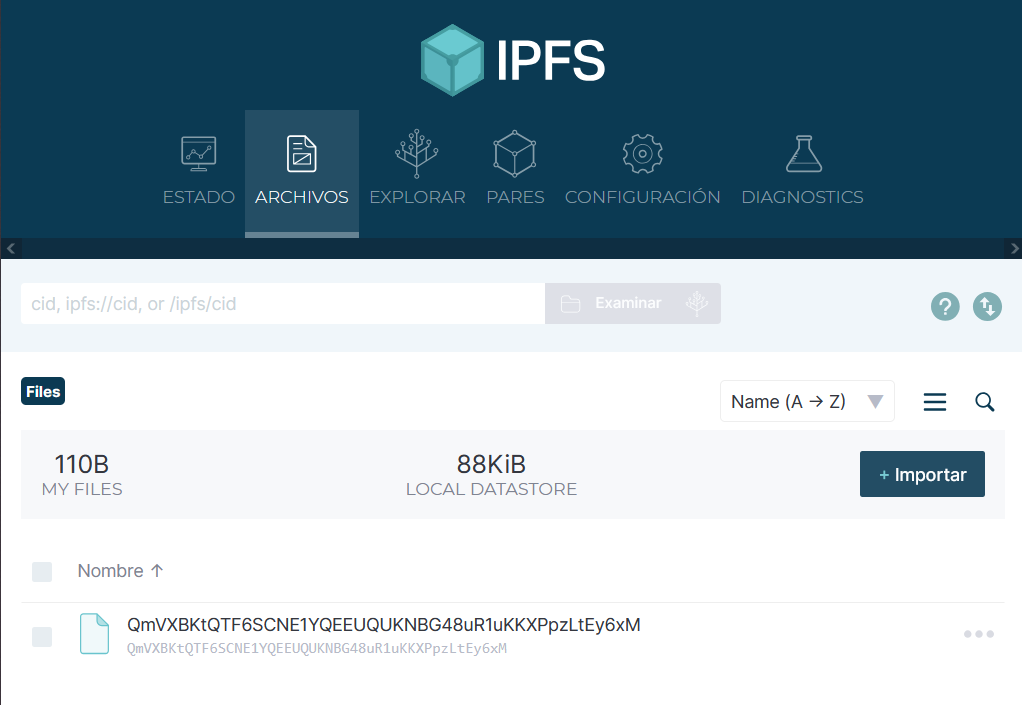 IPFS
ESTADO
ARCHIVOS
EXPLORAR
PARES
CONFIGURACIÓN
DIAGNOSTICS
cid, ipfs://cid, or /ipfs/cid
Examinar
?
Files
Name (A → Z)
110B
MY FILES
88KiB
LOCAL DATASTORE
+ Importar
Nombre ↑
QmVXBKtQTF6SCNE1YQEEUQUKNBG48uR1uKKXPpzLtEy6xM
QmVXBKtQTF6SCNE1YQEEUQUKNBG48uR1uKKXPpzLtEy6xM